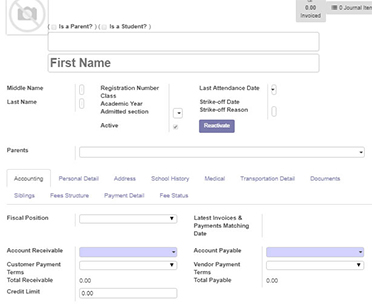 0.00
Invoiced
0 Journal Item
( Is a Parent? ) ( Is a Student? )
First Name
Middle Name
Last Name
Registration Number
Class
Academic Year
Admitted section
Active
Last Attendance Date
Strike-off Date
Strike-off Reason
Reactivate
Parents
Accounting Personal Detail Address School History Medical Transportation Detail Documents
Siblings Fees Structure Payment Detail Fee Status
Fiscal Position
Latest Invoices &
Payments Matching
Date
Account Receivable Account Payable
Customer Payment
Terms
Vendor Payment
Terms
Total Receivable 0.00 Total Payable 0.00
Credit Limit 0.00